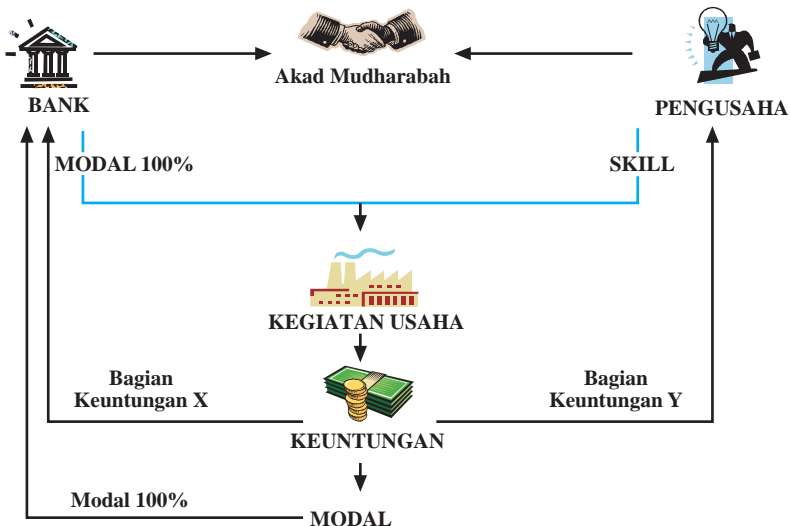 Akad Mudharabah
BANK
PENGUSAHA
MODAL 100%
SKILL
KEGIATAN USAHA
Bagian
Keuntungan X
Bagian
Keuntungan Y
KEUNTUNGAN
Modal 100%
MODAL